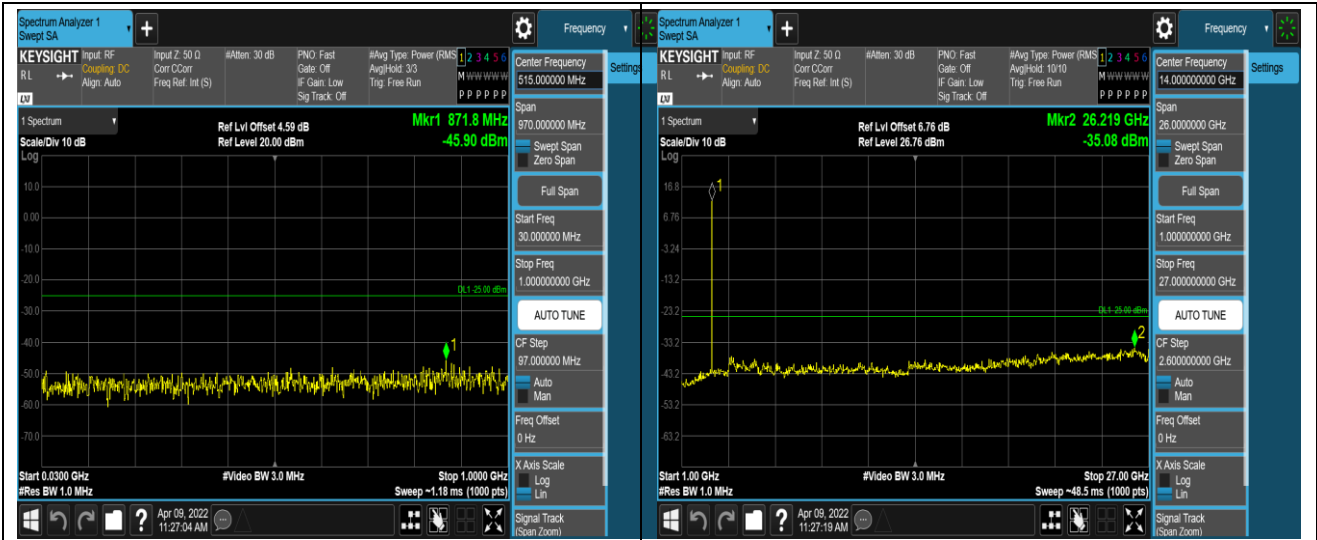 Spectrum Analyzer 1
Swept SA
+
Frequency
KEYSIGHT
RL
LXI
Input: RF
Coupling: DC
Align: Auto
Input Z: 50 Ω
Corr CCorr
Freq Ref: Int (S)
#Atten: 30 dB
PNO: Fast
Gate: Off
IF Gain: Low
Sig Track: Off
#Avg Type: Power (RMS
Avg|Hold: 3/3
Trig: Free Run
1 2 3 4 5 6
M W W W W W
P P P P P P
Center Frequency
515.000000 MHz
Settings
1 Spectrum
Scale/Div 10 dB
Log
Ref Lvl Offset 4.59 dB
Ref Level 20.00 dBm
Mkr1 871.8 MHz
-45.90 dBm
Span
970.000000 MHz
Swept Span
Zero Span
Full Span
Start Freq
30.000000 MHz
Stop Freq
1.000000000 GHz
AUTO TUNE
CF Step
97.000000 MHz
Auto
Man
Freq Offset
0 Hz
X Axis Scale
Log
Lin
Signal Track
(Span Zoom)
10.0
0.00
-10.0
-20.0
DL1 -25.00 dBm
-30.0
-40.0
1
-50.0
-60.0
-70.0
Start 0.0300 GHz
#Res BW 1.0 MHz
#Video BW 3.0 MHz
Stop 1.0000 GHz
Sweep ~1.18 ms (1000 pts)
?
Apr 09, 2022
11:27:04 AM
Spectrum Analyzer 1
Swept SA
+
Frequency
KEYSIGHT
RL
LXI
Input: RF
Coupling: DC
Align: Auto
Input Z: 50 Ω
Corr CCorr
Freq Ref: Int (S)
#Atten: 30 dB
PNO: Fast
Gate: Off
IF Gain: Low
Sig Track: Off
#Avg Type: Power (RMS
Avg|Hold: 10/10
Trig: Free Run
1 2 3 4 5 6
M W W W W W
P P P P P P
Center Frequency
14.000000000 GHz
Settings
1 Spectrum
Scale/Div 10 dB
Log
Ref Lvl Offset 6.76 dB
Ref Level 26.76 dBm
Mkr2 26.219 GHz
-35.08 dBm
Span
26.0000000 GHz
Swept Span
Zero Span
Full Span
Start Freq
1.000000000 GHz
Stop Freq
27.000000000 GHz
AUTO TUNE
CF Step
2.600000000 GHz
Auto
Man
Freq Offset
0 Hz
X Axis Scale
Log
Lin
Signal Track
(Span Zoom)
1
16.8
6.76
-3.24
-13.2
-23.2
DL1 -25.00 dBm
-33.2
2
-43.2
-53.2
-63.2
Start 1.00 GHz
#Res BW 1.0 MHz
#Video BW 3.0 MHz
Stop 27.00 GHz
Sweep ~48.5 ms (1000 pts)
?
Apr 09, 2022
11:27:19 AM